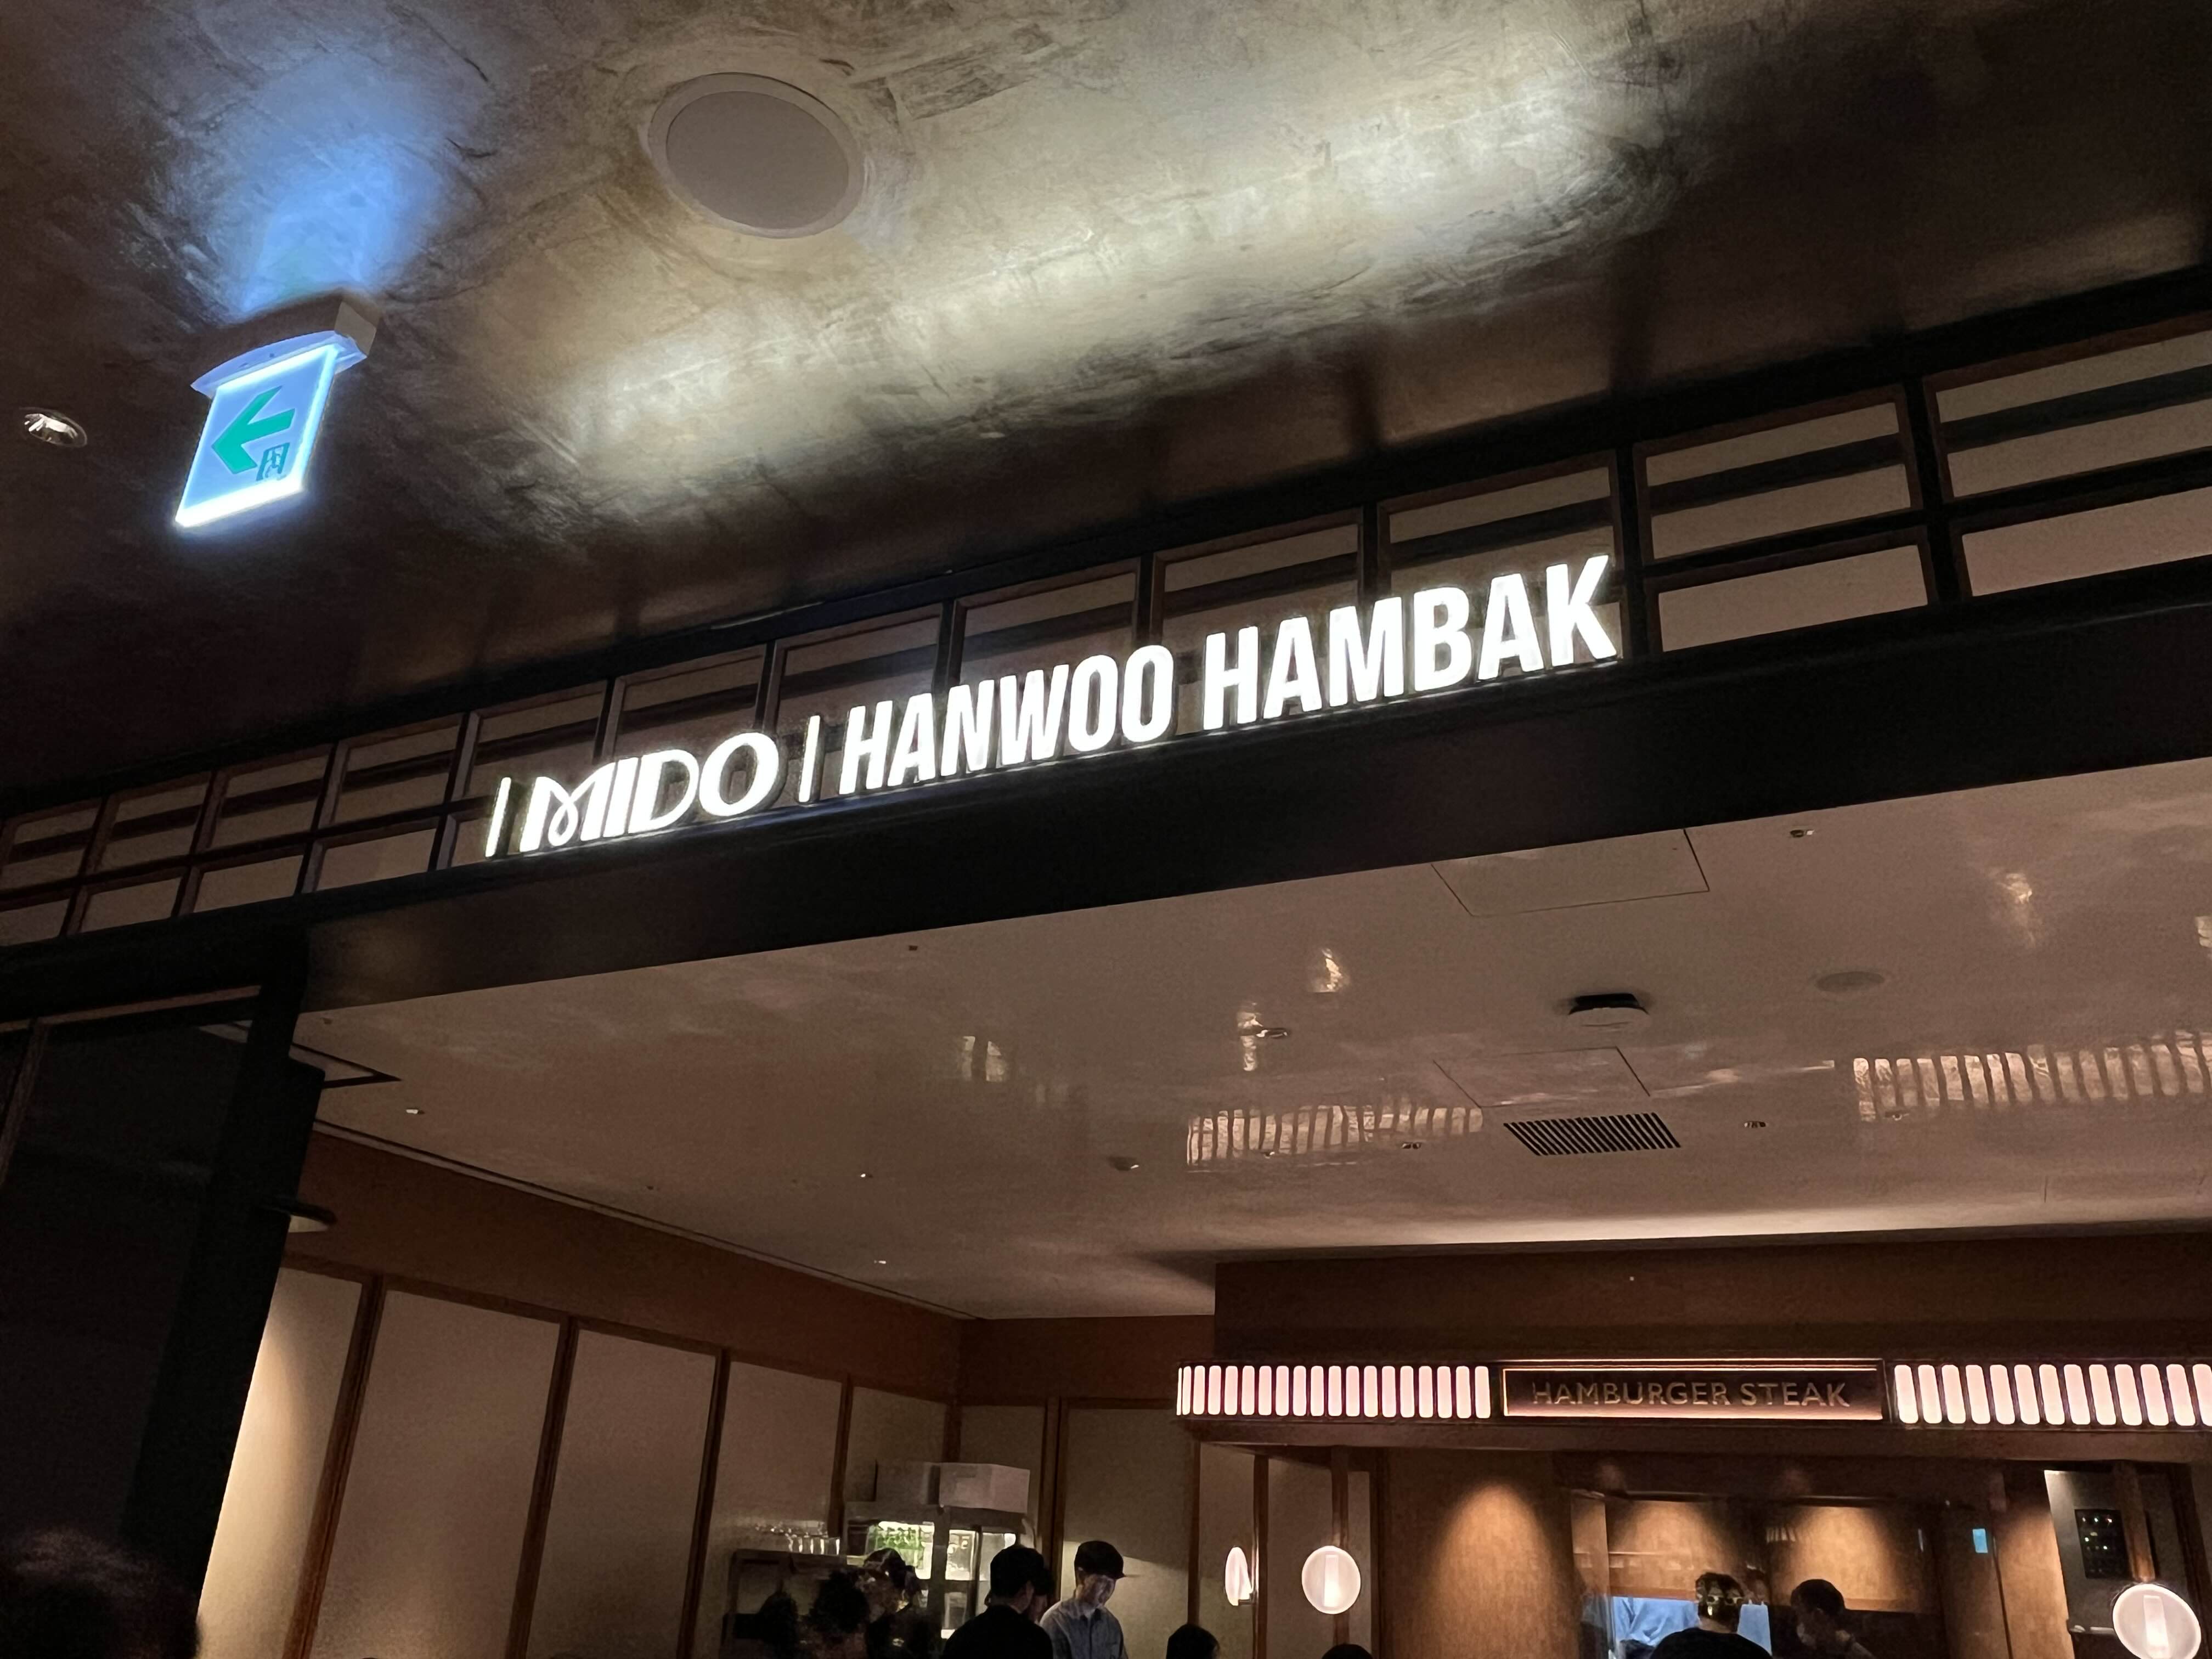 | MIDO | HANWOO HAMBAK
HAMBURGER STEAK